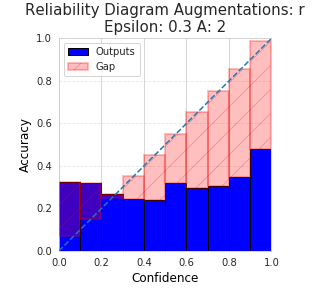 Reliability Diagram Augmentations: r
Epsilon: 0.3 A: 2
1.0
0.8
0.6
0.4
0.2
0.0
Accuracy
Outputs
Gap
0.0 0.2 0.4 0.6 0.8 1.0
Confidence